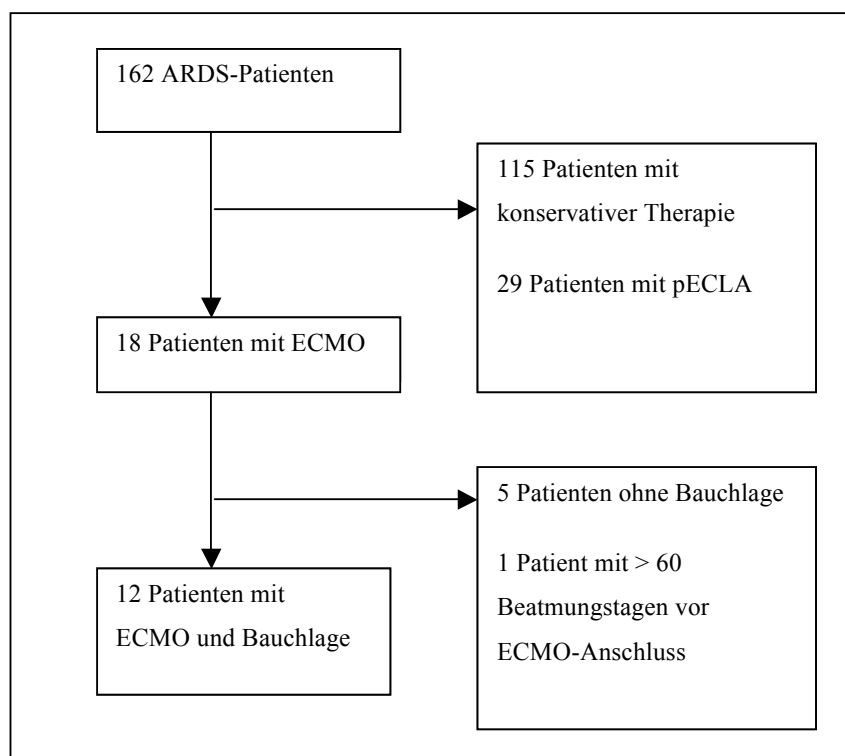 162 ARDS-Patienten
115 Patienten mit
konservativer Therapie
29 Patienten mit pECLA
18 Patienten mit ECMO
5 Patienten ohne Bauchlage
1 Patient mit > 60
Beatmungstagen vor
ECMO-Anschluss
12 Patienten mit
ECMO und Bauchlage